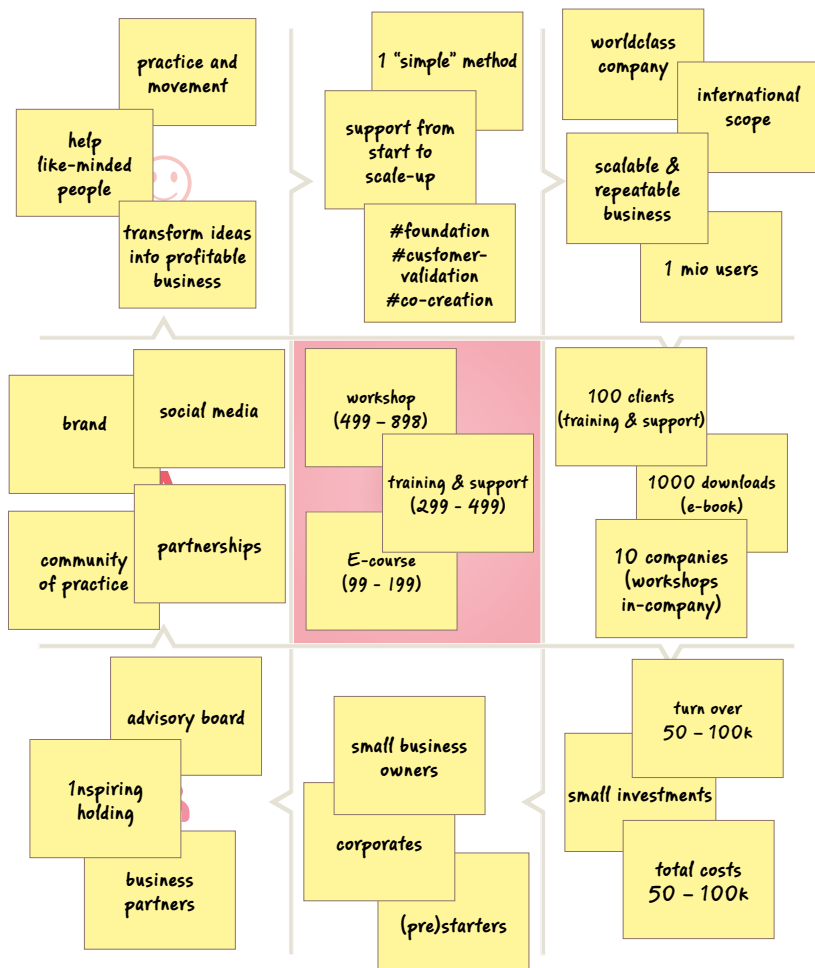 practice and
movement
help
like-minded
people
transform ideas
into profitable
business
1 “simple” method
support from
start to
scale-up
#foundation
#customer-
validation
#co-creation
worldclass
company
international
scope
scalable &
repeatable
business
1 mio users
brand
social media
community
of practice
partnerships
workshop
(499 – 898)
training & support
(299 - 499)
E-course
(99 - 199)
100 clients
(training & support)
1000 downloads
(e-book)
10 companies
(workshops
in-company)
advisory board
1nspiring
holding
business
partners
small business
owners
corporates
(pre)starters
turn over
50 – 100k
small investments
total costs
50 – 100k